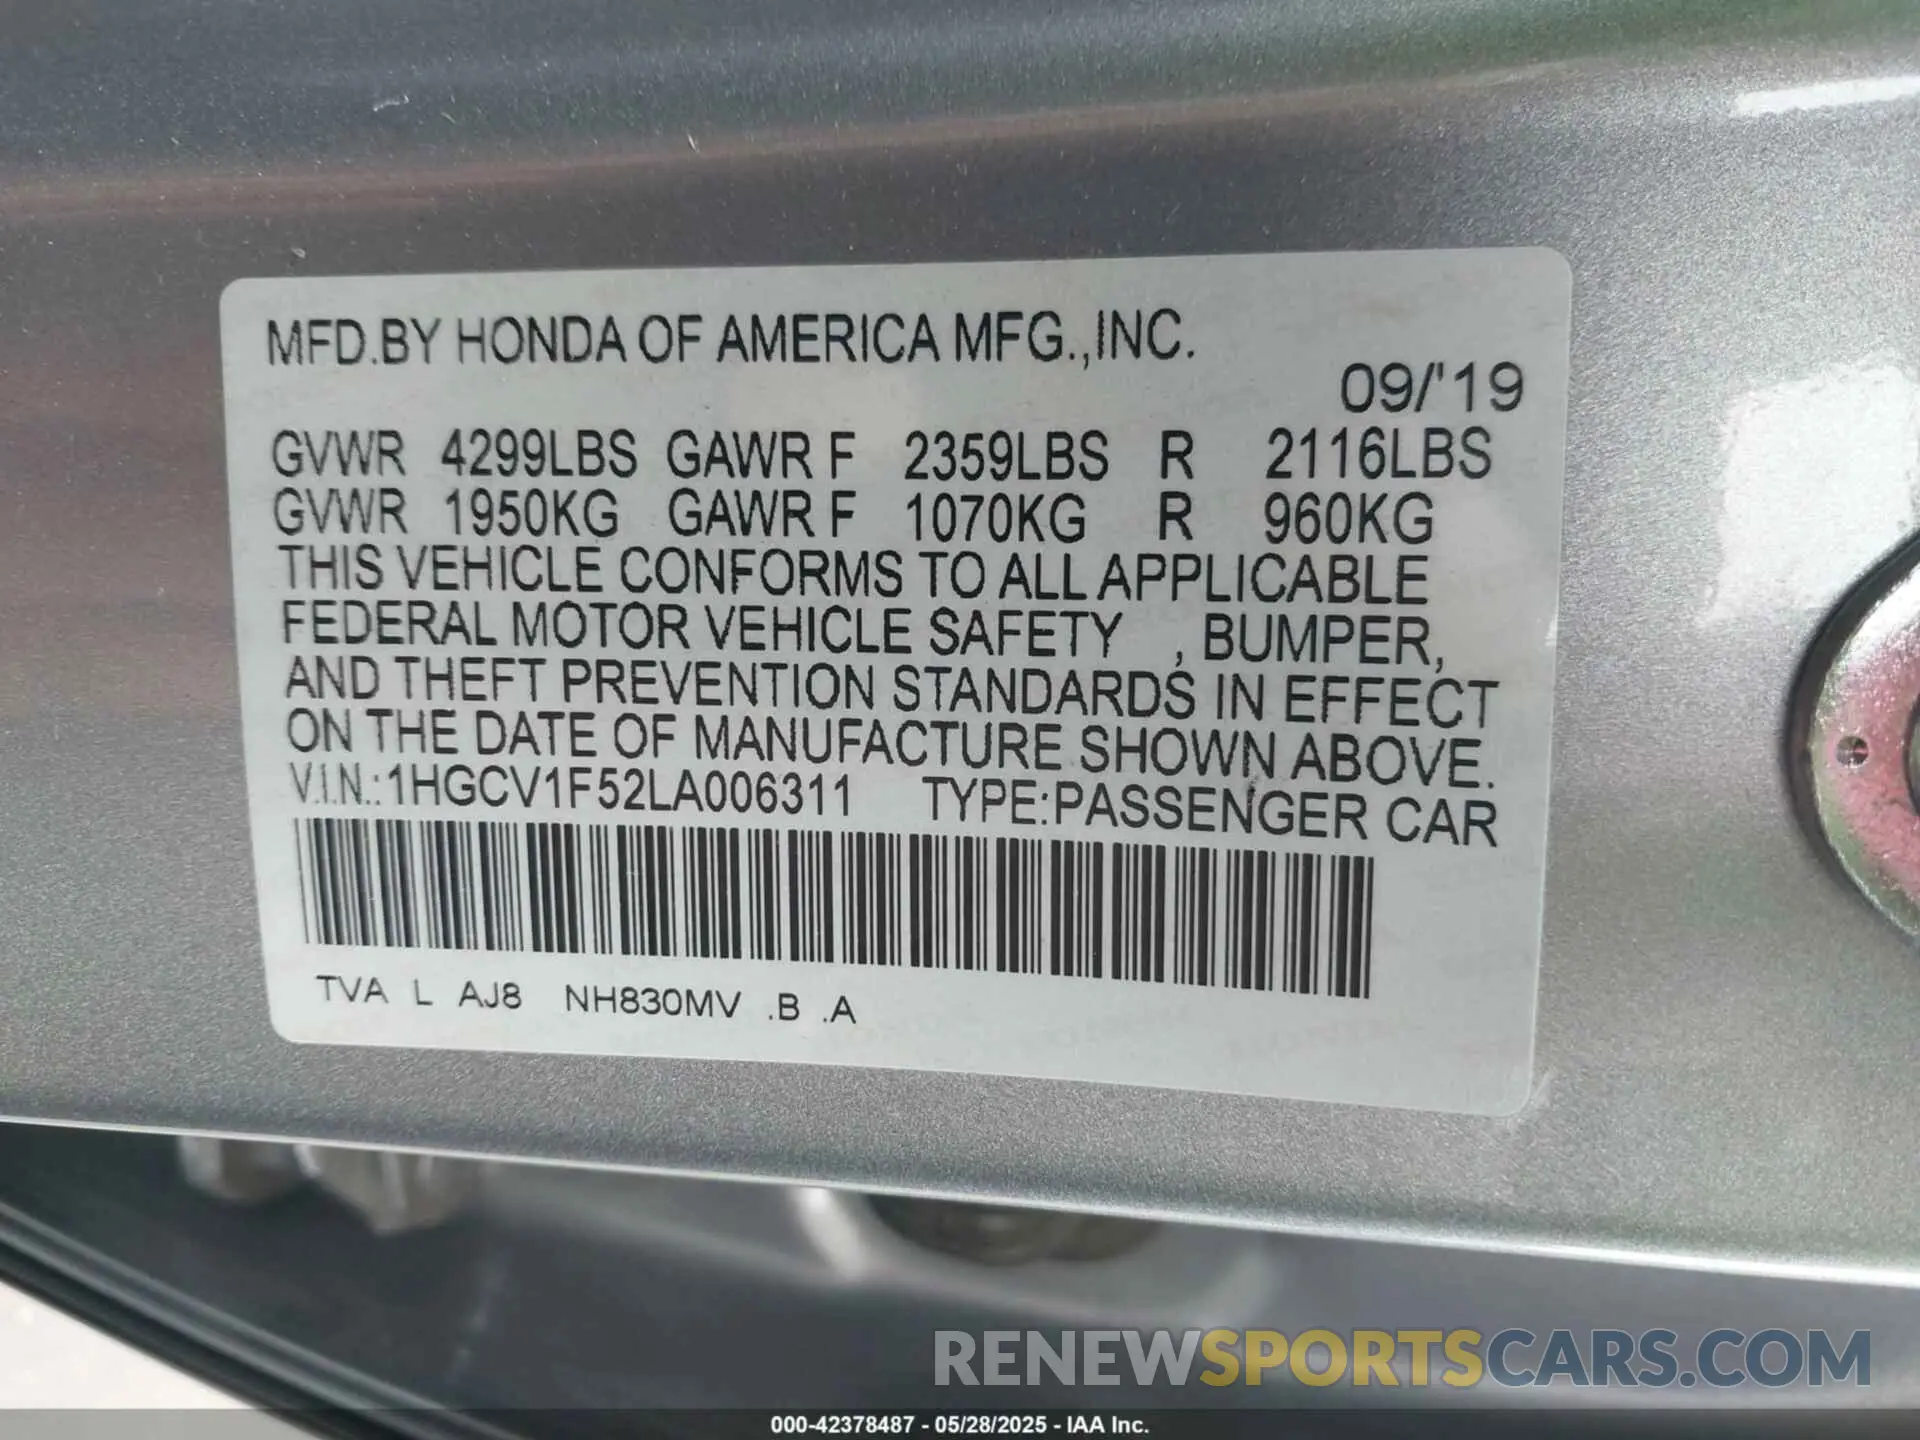 MFD.BY HONDA OF AMERICA MFG.,INC.
09/'19
GVWR 4299LBS GAWR F 2359LBS R 2116LBS
GVWR 1950KG GAWR F 1070KG R 960KG
THIS VEHICLE CONFORMS TO ALL APPLICABLE
FEDERAL MOTOR VEHICLE SAFETY , BUMPER,
AND THEFT PREVENTION STANDARDS IN EFFECT
ON THE DATE OF MANUFACTURE SHOWN ABOVE.
V.I.N.:1HGCV1F52LA006311 TYPE:PASSENGER CAR
TVA L AJ8 NH830MV .B .A
RENEWSPORTSCARS.COM
000-42378487 - 05/28/2025 - IAA Inc.